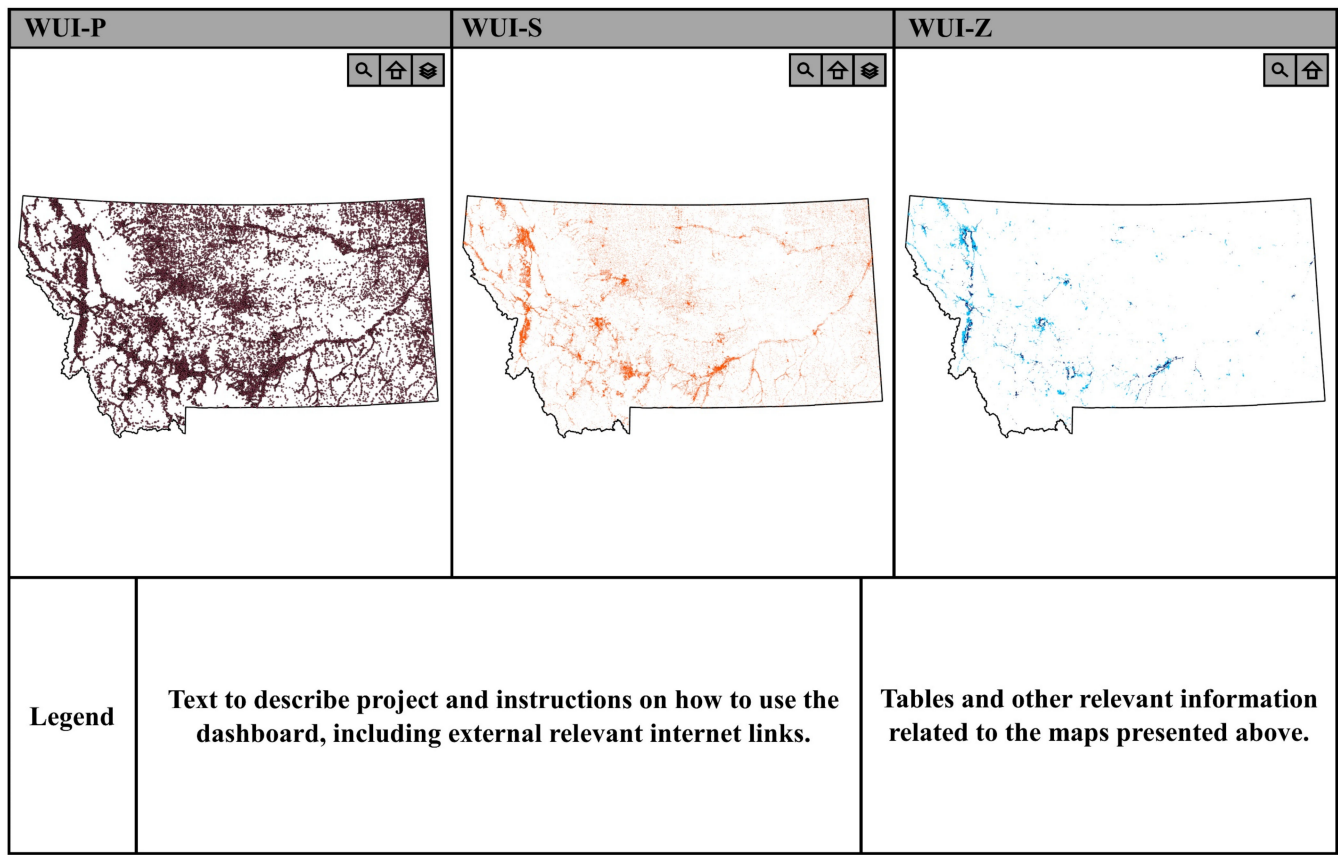 WUI-P
WUI-S
WUI-Z
Legend
Text to describe project and instructions on how to use the
dashboard, including external relevant internet links.
Tables and other relevant information
related to the maps presented above.